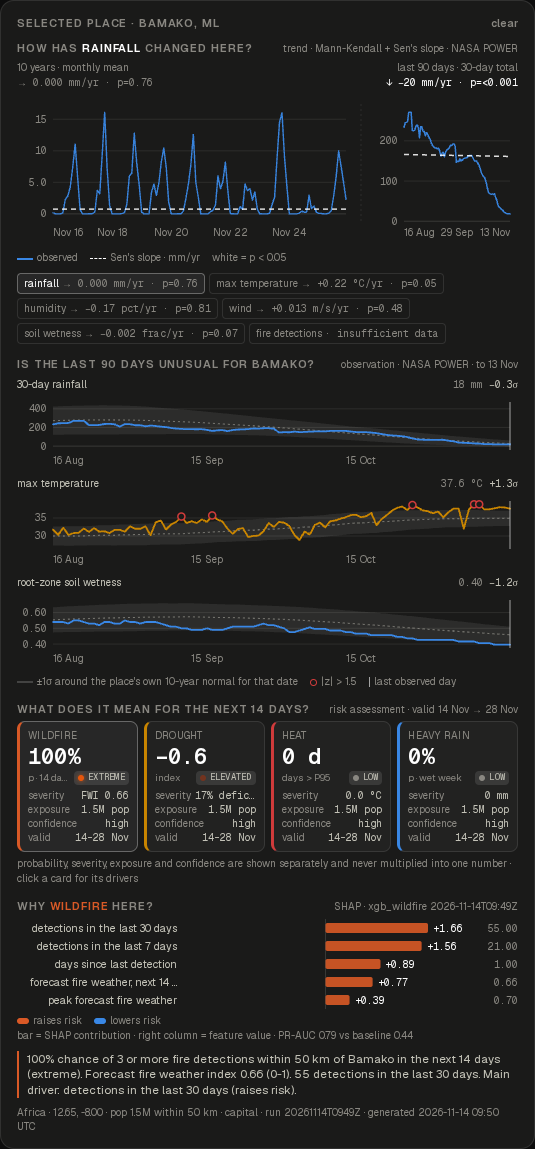 SELECTED PLACE · BAMAKO, ML clear
HOW HAS RAINFALL CHANGED HERE? trend · Mann-Kendall + Sen's slope · NASA POWER
10 years · monthly mean last 90 days · 30-day total
→ 0.000 mm/yr · p=0.76 ↓ −20 mm/yr · p=<0.001
15
10
5.0
0
Nov 16 Nov 18 Nov 20 Nov 22 Nov 24
200
100
0
16 Aug 29 Sep 13 Nov
observed Sen's slope · mm/yr white = p < 0.05
rainfall → 0.000 mm/yr · p=0.76 max temperature → +0.22 °C/yr · p=0.05
humidity → −0.17 pct/yr · p=0.81 wind → +0.013 m/s/yr · p=0.48
soil wetness → −0.002 frac/yr · p=0.07 fire detections · insufficient data
IS THE LAST 90 DAYS UNUSUAL FOR BAMAKO? observation · NASA POWER · to 13 Nov
30-day rainfall 18 mm −0.3σ
400
200
0
16 Aug 15 Sep 15 Oct
max temperature 37.6 °C +1.3σ
35
30
16 Aug 15 Sep 15 Oct
root-zone soil wetness 0.40 −1.2σ
0.60
0.50
0.40
16 Aug 15 Sep 15 Oct
±1σ around the place's own 10-year normal for that date |z| > 1.5 last observed day
WHAT DOES IT MEAN FOR THE NEXT 14 DAYS? risk assessment · valid 14 Nov → 28 Nov
WILDFIRE
100%
p · 14 da… EXTREME
severity FWI 0.66
exposure 1.5M pop
confidence high
valid 14–28 Nov
DROUGHT
−0.6
index ELEVATED
severity 17% defic…
exposure 1.5M pop
confidence high
valid 14–28 Nov
HEAT
0 d
days > P95 LOW
severity 0.0 °C
exposure 1.5M pop
confidence high
valid 14–28 Nov
HEAVY RAIN
0%
p · wet week LOW
severity 0 mm
exposure 1.5M pop
confidence high
valid 14–28 Nov
probability, severity, exposure and confidence are shown separately and never multiplied into one number ·
click a card for its drivers
WHY WILDFIRE HERE? SHAP · xgb_wildfire 2026-11-14T09:49Z
detections in the last 30 days +1.66 55.00
detections in the last 7 days +1.56 21.00
days since last detection +0.89 1.00
forecast fire weather, next 14 … +0.77 0.66
peak forecast fire weather +0.39 0.70
raises risk lowers risk
bar = SHAP contribution · right column = feature value · PR-AUC 0.79 vs baseline 0.44
100% chance of 3 or more fire detections within 50 km of Bamako in the next 14 days
(extreme). Forecast fire weather index 0.66 (0-1). 55 detections in the last 30 days. Main
driver: detections in the last 30 days (raises risk).
Africa · 12.65, -8.00 · pop 1.5M within 50 km · capital · run 20261114T0949Z · generated 2026-11-14 09:50
UTC